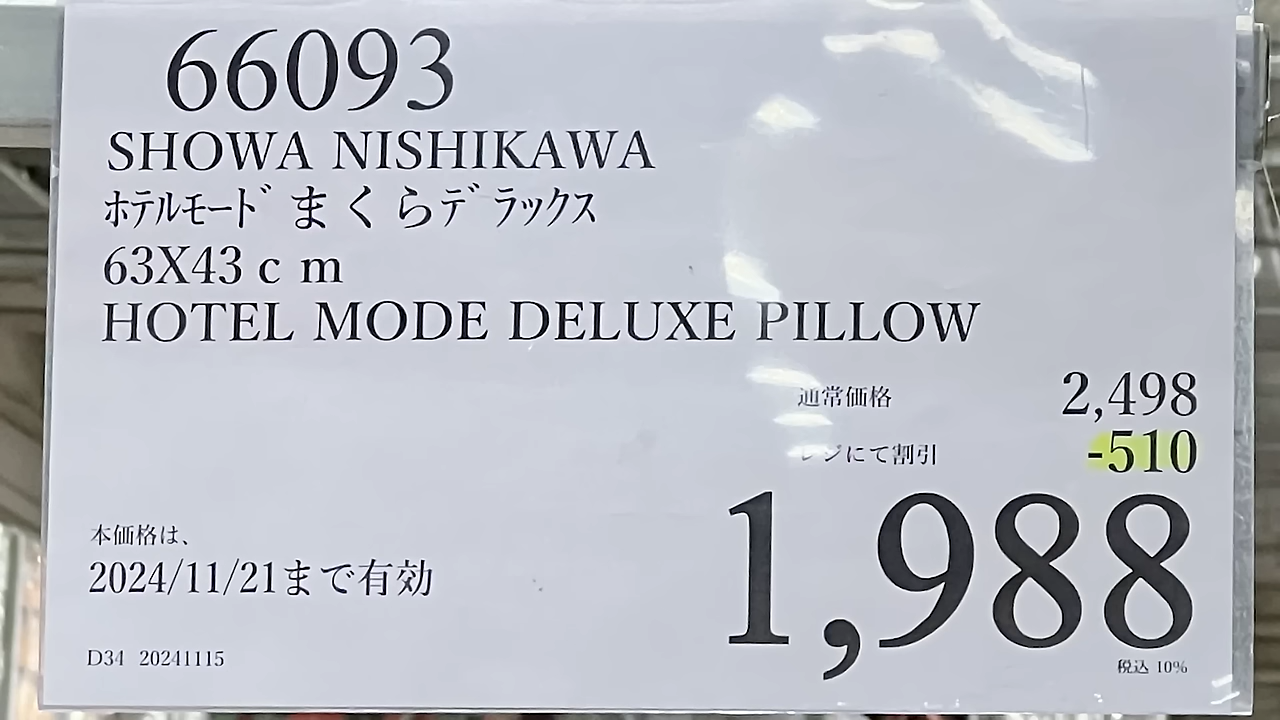 66093
SHOWA NISHIKAWA
ﾎﾃﾙﾓｰﾄﾞまくらﾃﾞﾗｯｸｽ
63X43ｃｍ
HOTEL MODE DELUXE PILLOW
通常価格 2,498
レジにて割引 -510
1,988
本価格は、
2024/11/21まで有効
D34 20241115
税込 10%